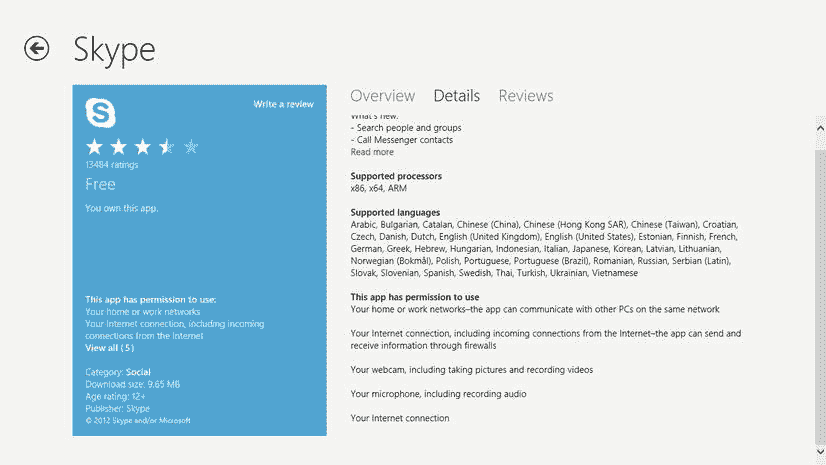 Skype
Write a review
13484 ratings
Free
You own this app.
This app has permission to use:
Your home or work networks
Your Internet connection, including incoming
connections from the Internet
View all (5)
Category: Social
Download size: 9.65 MB
Age rating: 12+
Publisher: Skype
© 2012 Skype and/or Microsoft
Overview Details Reviews
What's new:
- Search people and groups
- Call Messenger contacts
Read more
Supported processors
x86, x64, ARM
Supported languages
Arabic, Bulgarian, Catalan, Chinese (China), Chinese (Hong Kong SAR), Chinese (Taiwan), Croatian,
Czech, Danish, Dutch, English (United Kingdom), English (United States), Estonian, Finnish, French,
German, Greek, Hebrew, Hungarian, Indonesian, Italian, Japanese, Korean, Latvian, Lithuanian,
Norwegian (Bokmål), Polish, Portuguese, Portuguese (Brazil), Romanian, Russian, Serbian (Latin),
Slovak, Slovenian, Spanish, Swedish, Thai, Turkish, Ukrainian, Vietnamese
This app has permission to use
Your home or work networks–the app can communicate with other PCs on the same network
Your Internet connection, including incoming connections from the Internet–the app can send and
receive information through firewalls
Your webcam, including taking pictures and recording videos
Your microphone, including recording audio
Your Internet connection